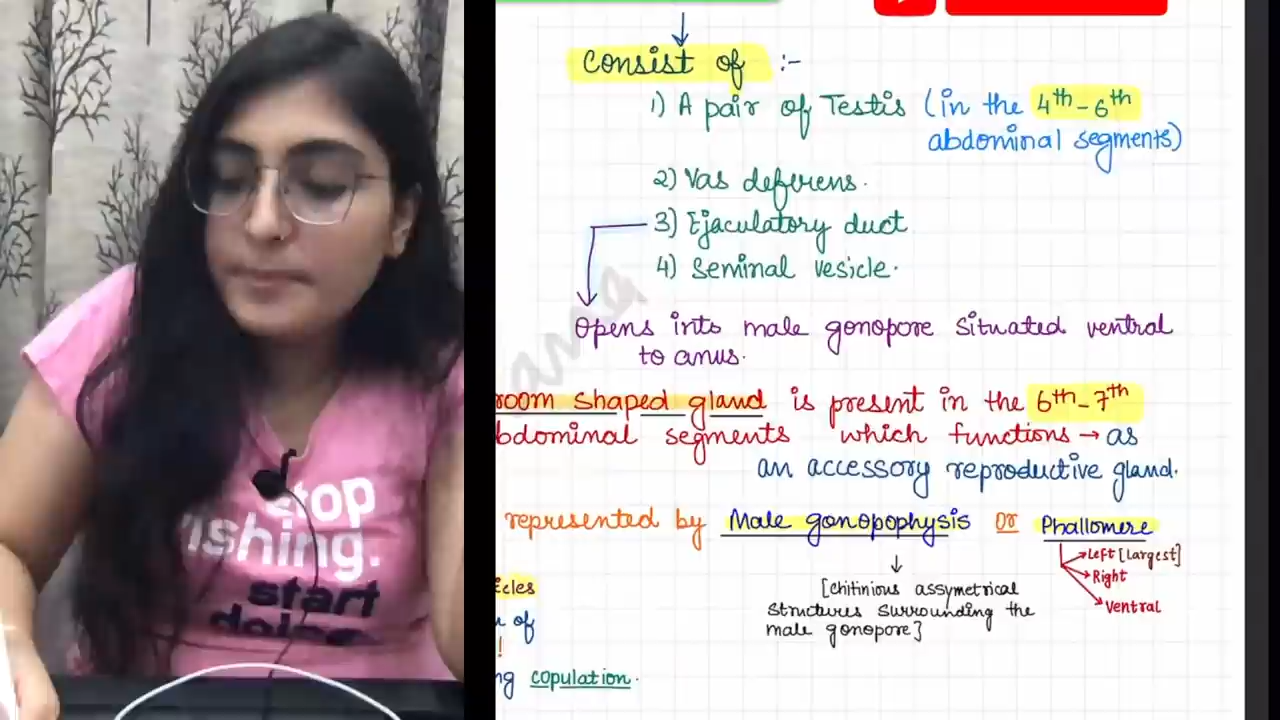 Consist of :-
1) A pair of Testis (in the 4th-6th
abdominal segments)
2) Vas deferens.
3) Ejaculatory duct
4) Seminal vesicle.
Opens into male gonopore situated ventral
to anus.
room shaped gland is present in the 6th-7th
bdominal segments which functions → as
an accessory reproductive gland.
represented by Male gonopophysis or Phallomere
Left [Largest]
Right
Ventral
[Chitinious assymetrical
structures surrounding the
male gonopore]
icles
of
!
ng copulation.
stop
wishing.
start